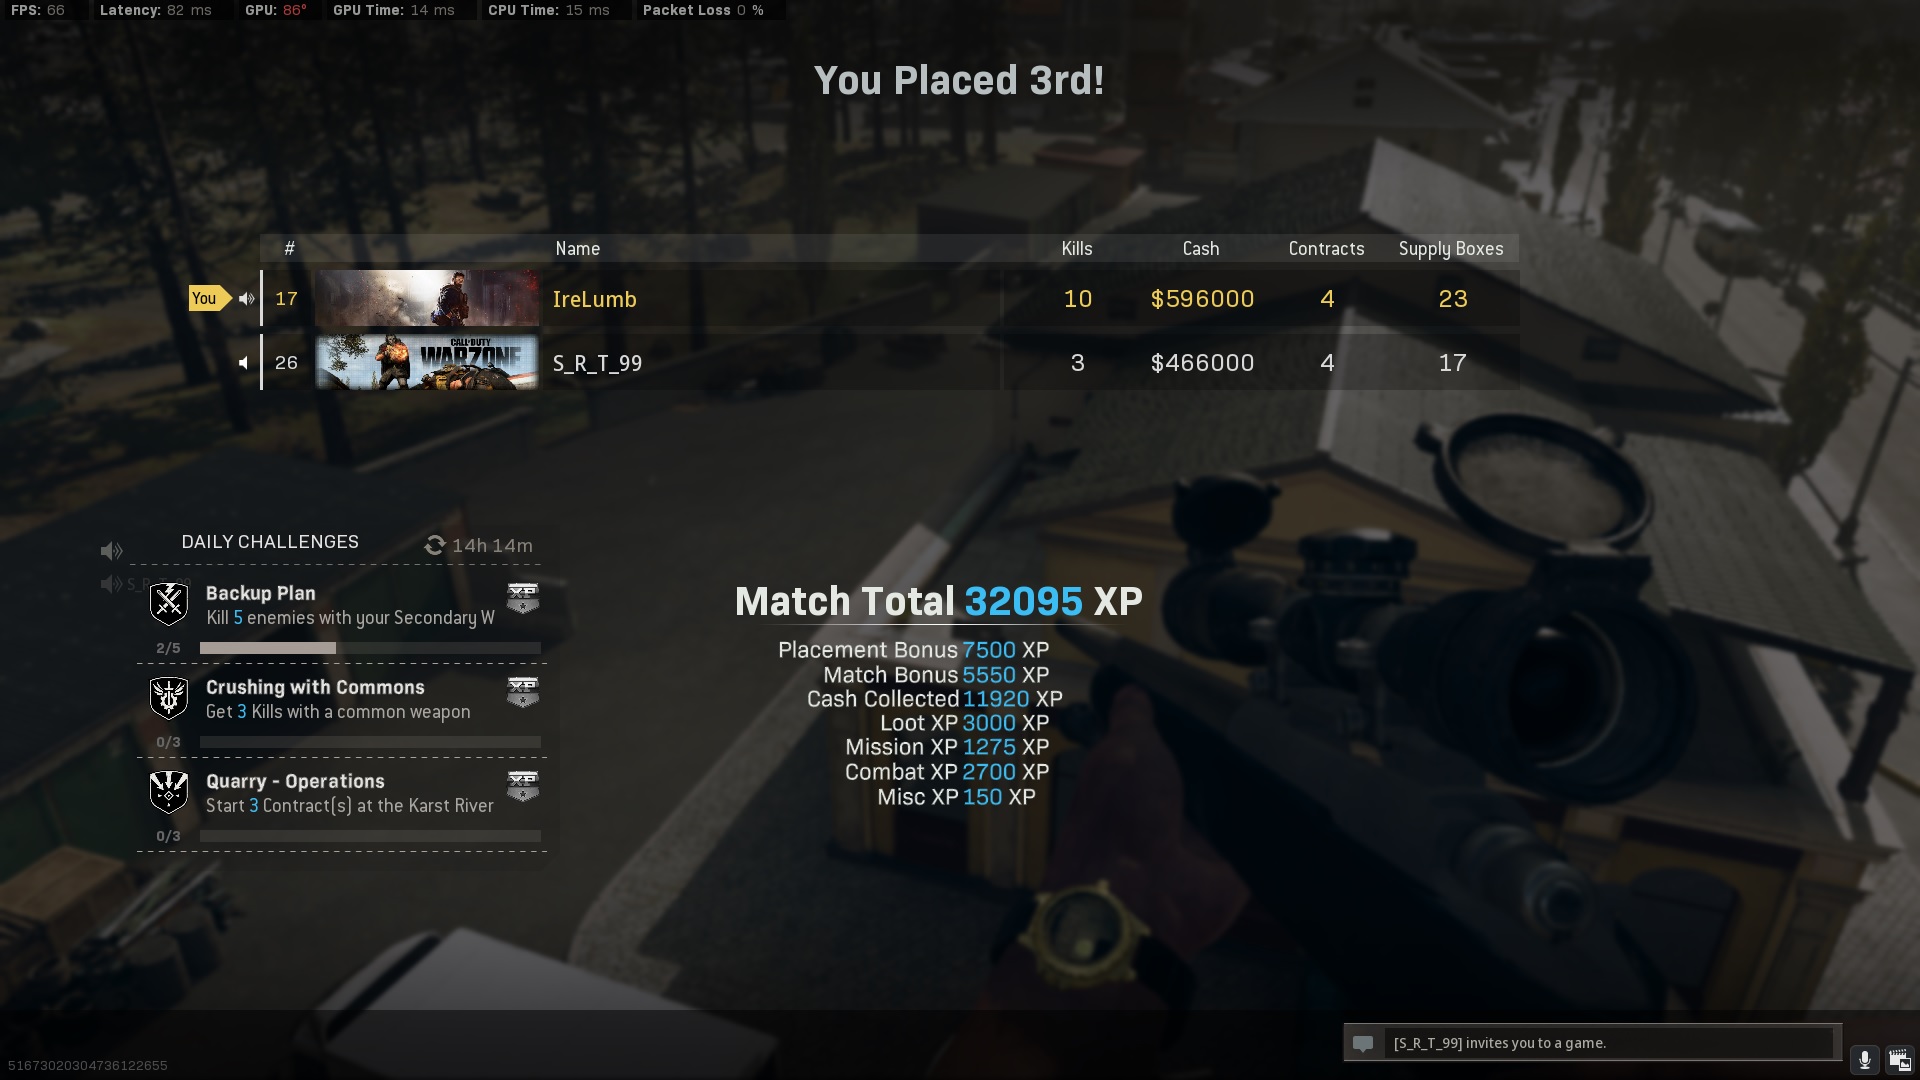 FPS: 66 Latency: 82 ms GPU: 86° GPU Time: 14 ms CPU Time: 15 ms Packet Loss 0 %
You Placed 3rd!
# Name Kills Cash Contracts Supply Boxes
You 17 IreLumb 10 $596000 4 23
CALL OF DUTY
WARZONE
26 S_R_T_99 3 $466000 4 17
DAILY CHALLENGES 14h 14m
S_R_T_99
Backup Plan XP
Kill 5 enemies with your Secondary W
2/5
Crushing with Commons XP
Get 3 Kills with a common weapon
0/3
Quarry - Operations XP
Start 3 Contract(s) at the Karst River
0/3
Match Total 32095 XP
Placement Bonus 7500 XP
Match Bonus 5550 XP
Cash Collected 11920 XP
Loot XP 3000 XP
Mission XP 1275 XP
Combat XP 2700 XP
Misc XP 150 XP
[S_R_T_99] invites you to a game.
51673020304736122655